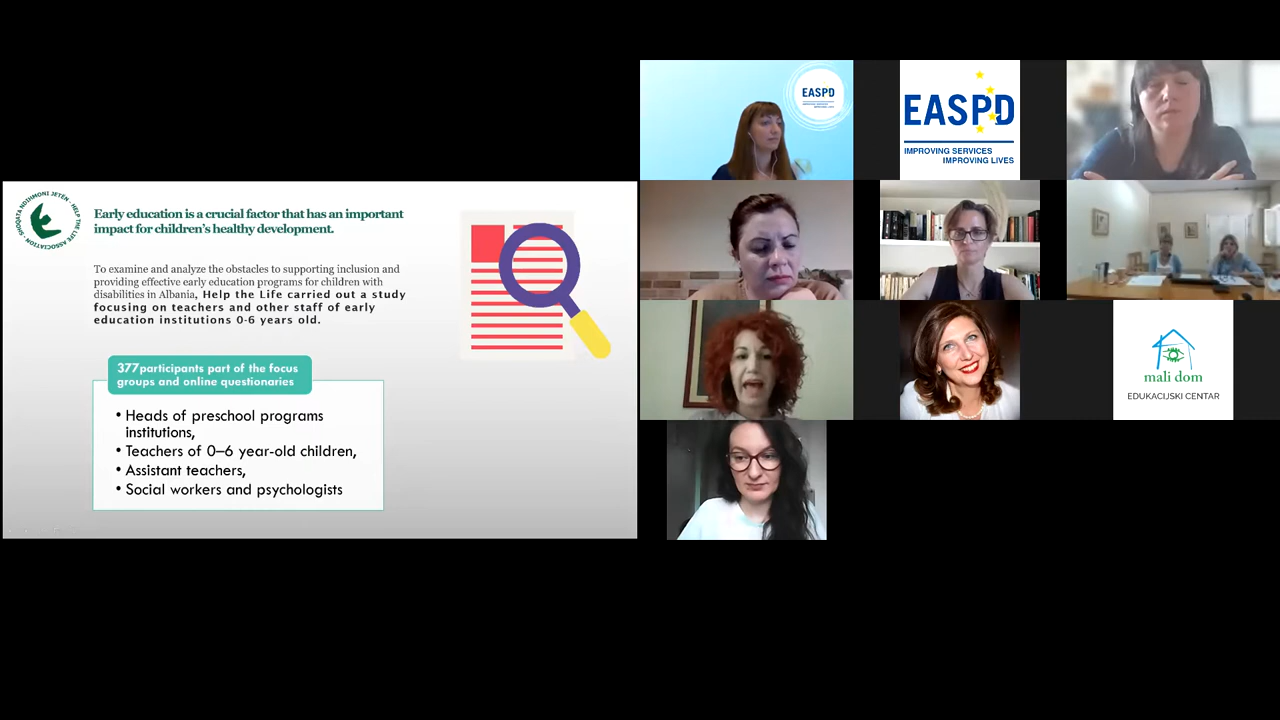 SHOQATA NDIHMONI JETËN · HELP THE LIFE ASSOCIATION ·
Early education is a crucial factor that has an important
impact for children's healthy development.
To examine and analyze the obstacles to supporting inclusion and
providing effective early education programs for children with
disabilities in Albania, Help the Life carried out a study
focusing on teachers and other staff of early
education institutions 0-6 years old.
377participants part of the focus
groups and online questionaries
• Heads of preschool programs
institutions,
• Teachers of 0–6 year-old children,
• Assistant teachers,
• Social workers and psychologists
EASPD
IMPROVING SERVICES
IMPROVING LIVES
EASPD
IMPROVING SERVICES
IMPROVING LIVES
mali dom
EDUKACIJSKI CENTAR